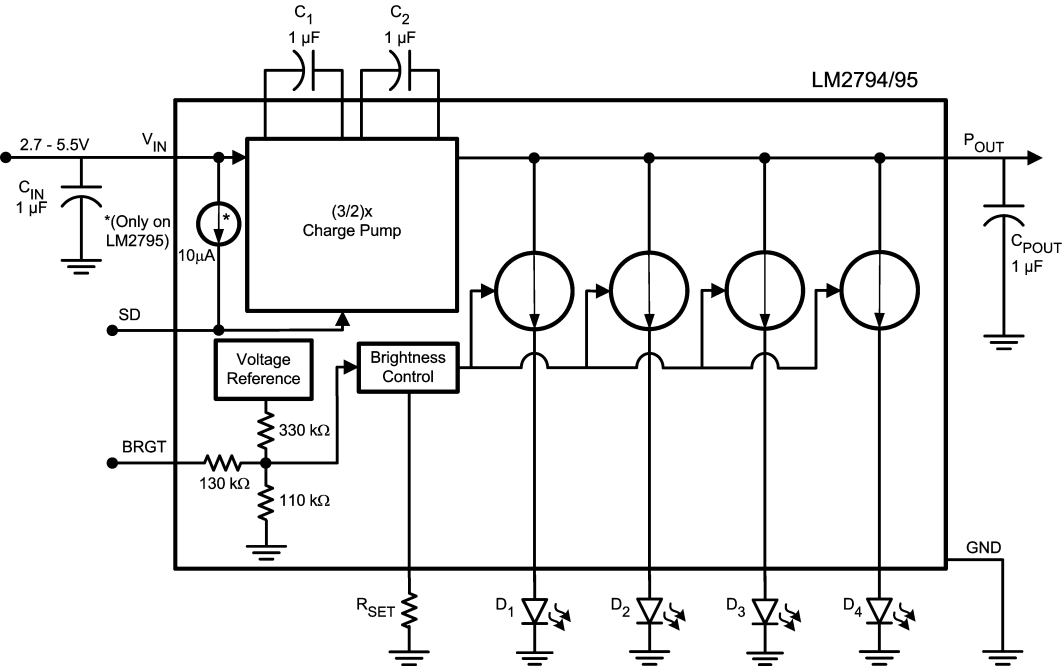 C1
1 µF
C2
1 µF
LM2794/95
2.7 - 5.5V
VIN
POUT
CIN
1 µF
*(Only on
LM2795)
*
10µA
(3/2)x
Charge Pump
CPOUT
1 µF
SD
Voltage
Reference
Brightness
Control
330 kΩ
BRGT
130 kΩ
110 kΩ
GND
RSET
D1
D2
D3
D4